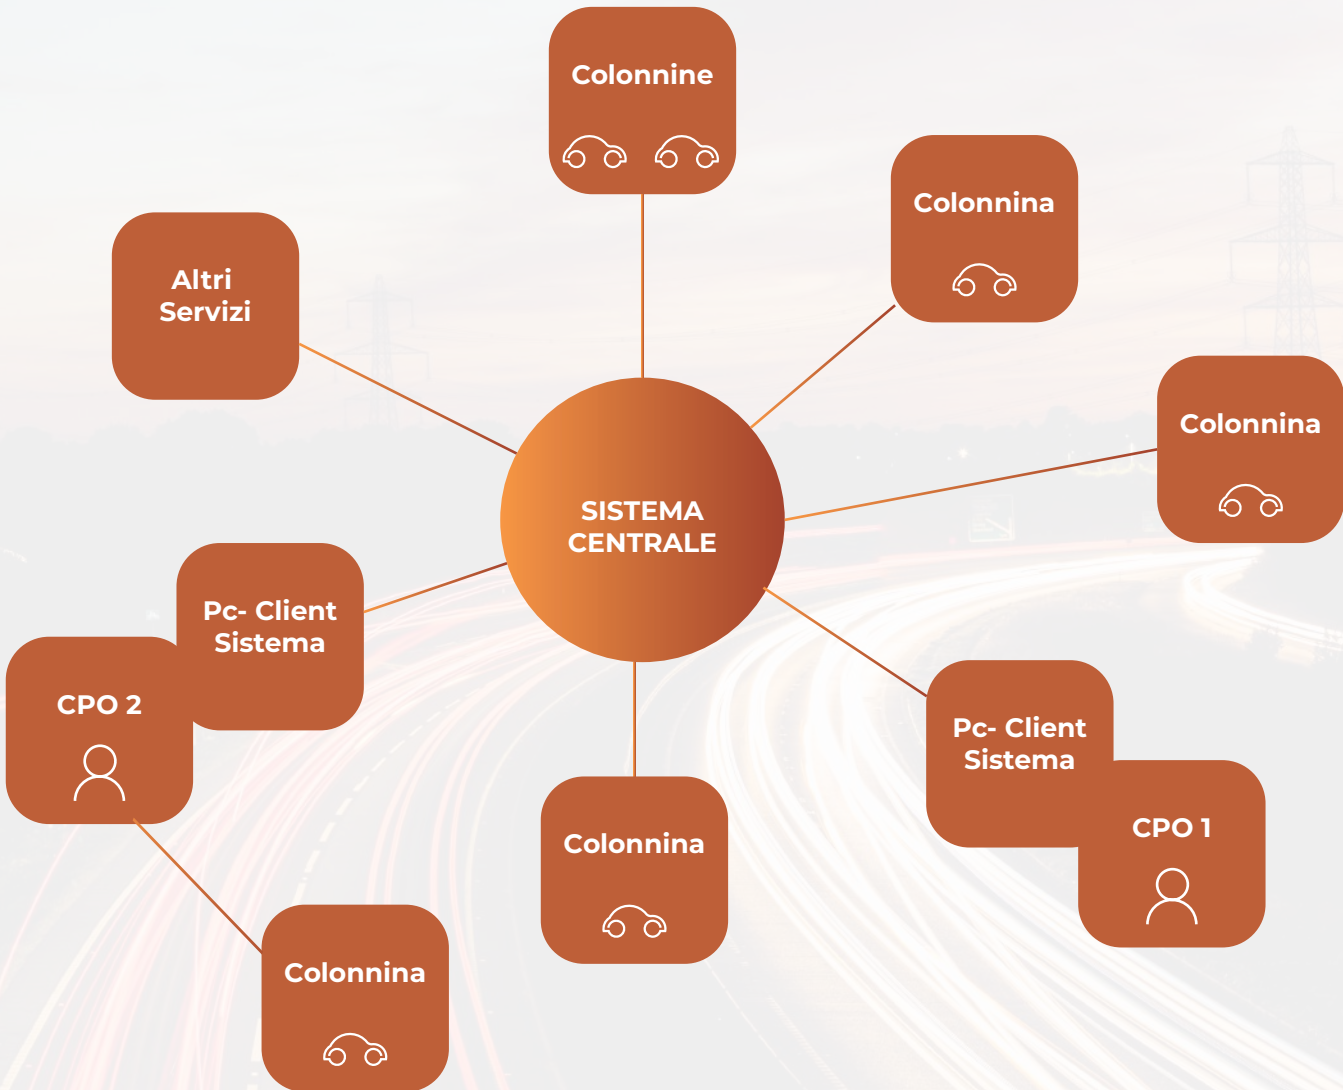 Colonnine
Colonnina
Altri
Servizi
Colonnina
SISTEMA
CENTRALE
Pc- Client
Sistema
CPO 2
Pc- Client
Sistema
CPO 1
Colonnina
Colonnina